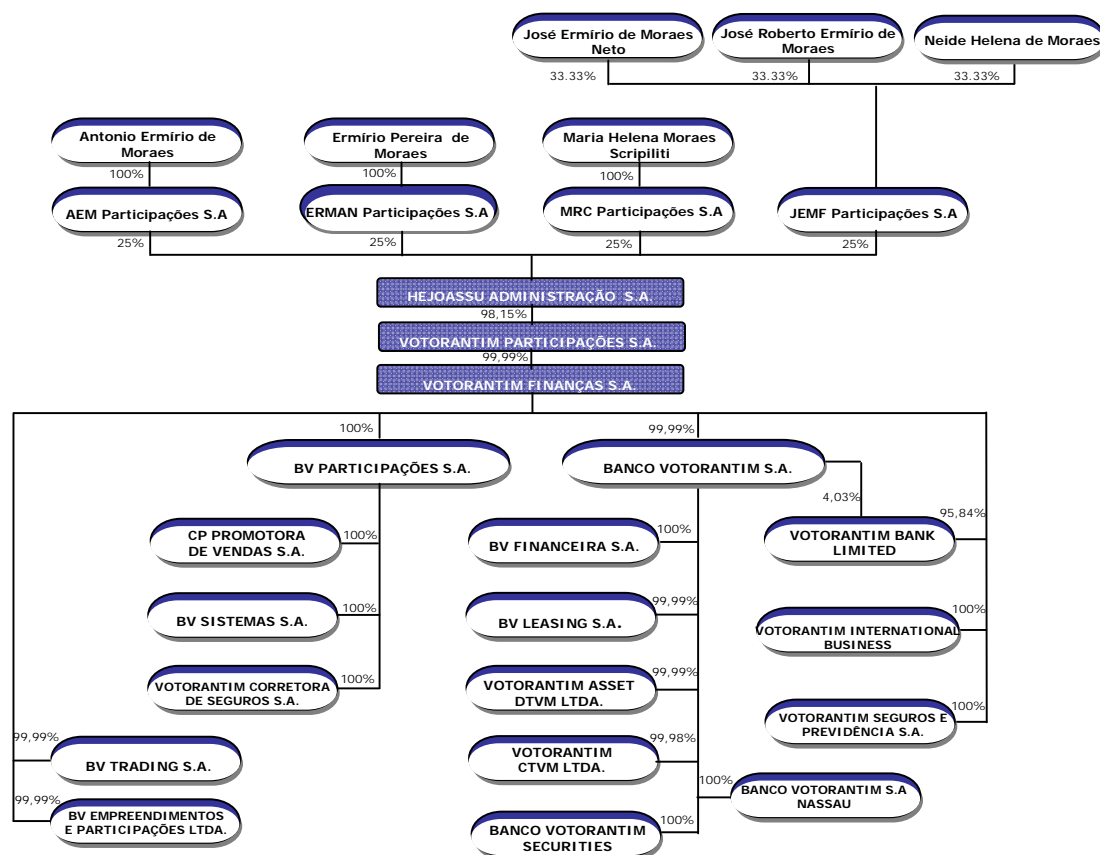 José Ermírio de Moraes
Neto
José Roberto Ermírio de
Moraes
Neide Helena de Moraes
33.33%
33.33%
33.33%
Antonio Ermírio de
Moraes
Ermírio Pereira de
Moraes
Maria Helena Moraes
Scripiliti
100%
100%
100%
AEM Participações S.A
ERMAN Participações S.A
MRC Participações S.A
JEMF Participações S.A
25%
25%
25%
25%
HEJOASSU ADMINISTRAÇÃO S.A.
98,15%
VOTORANTIM PARTICIPAÇÕES S.A.
99,99%
VOTORANTIM FINANÇAS S.A.
100%
99,99%
BV PARTICIPAÇÕES S.A.
BANCO VOTORANTIM S.A.
4,03%
95,84%
CP PROMOTORA
DE VENDAS S.A.
100%
BV FINANCEIRA S.A.
100%
VOTORANTIM BANK
LIMITED
BV SISTEMAS S.A.
100%
BV LEASING S.A.
99,99%
VOTORANTIM INTERNATIONAL
BUSINESS
100%
VOTORANTIM CORRETORA
DE SEGUROS S.A.
100%
VOTORANTIM ASSET
DTVM LTDA.
99,99%
VOTORANTIM SEGUROS E
PREVIDÊNCIA S.A.
100%
99,99%
BV TRADING S.A.
VOTORANTIM
CTVM LTDA.
99,98%
100%
BANCO VOTORANTIM S.A
NASSAU
99,99%
BV EMPREENDIMENTOS
E PARTICIPAÇÕES LTDA.
BANCO VOTORANTIM
SECURITIES
100%